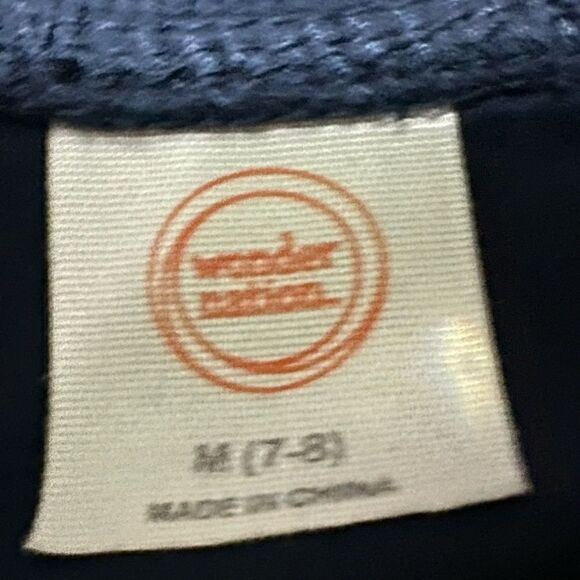 wonder
nation.
M (7-8)
MADE IN CHINA